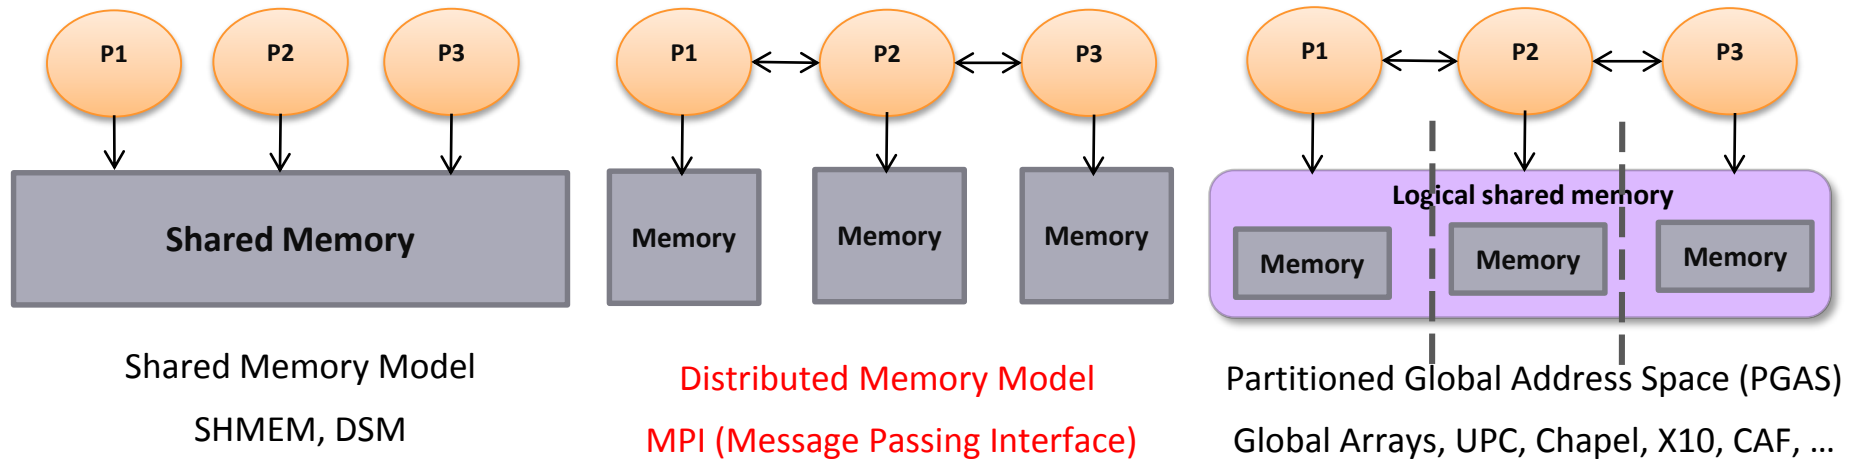 P1
P2
P3
Shared Memory
Shared Memory Model
SHMEM, DSM
P1
P2
P3
Memory
Memory
Memory
Distributed Memory Model
MPI (Message Passing Interface)
P1
P2
P3
Logical shared memory
Memory
Memory
Memory
Partitioned Global Address Space (PGAS)
Global Arrays, UPC, Chapel, X10, CAF, …